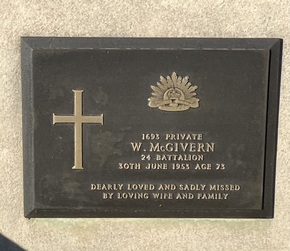 1693 PRIVATE
W. McGIVERN
24 BATTALION
30TH JUNE 1953 AGE 73
DEARLY LOVED AND SADLY MISSED
BY LOVING WIFE AND FAMILY